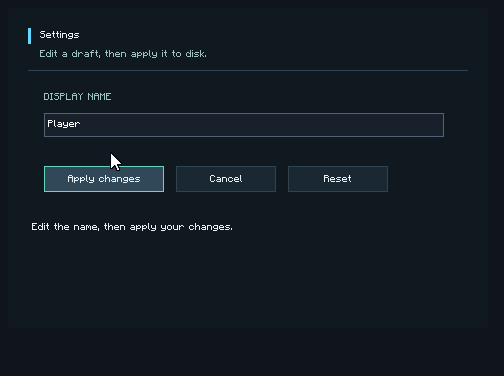 Settings
Edit a draft, then apply it to disk.
DISPLAY NAME
Player
Apply changes
Cancel
Reset
Edit the name, then apply your changes.